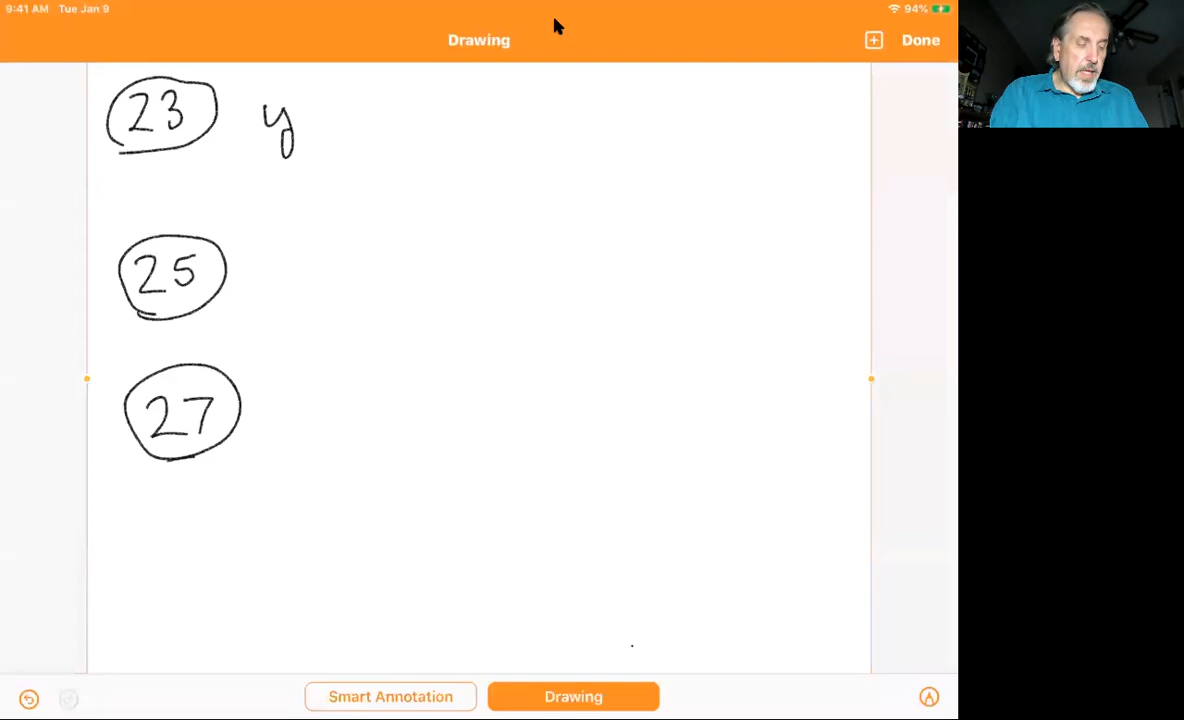 9:41 AM Tue Jan 9 94%
Drawing Done
23 y
25
27
Smart Annotation Drawing